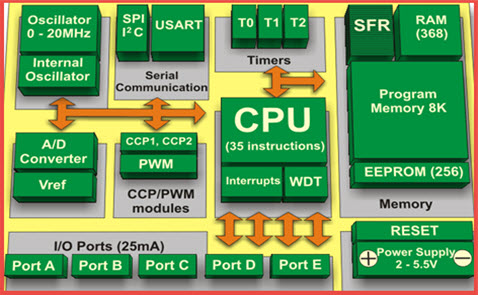 Oscillator
0 - 20MHz
Internal
Oscillator
SPI
I²C
USART
Serial
Communication
T0
T1
T2
Timers
SFR
RAM
(368)
Program
Memory 8K
EEPROM (256)
Memory
A/D
Converter
Vref
CCP1, CCP2
PWM
CCP/PWM
modules
CPU
(35 instructions)
Interrupts
WDT
I/O Ports (25mA)
Port A
Port B
Port C
Port D
Port E
RESET
+
Power Supply
2 - 5.5V
−